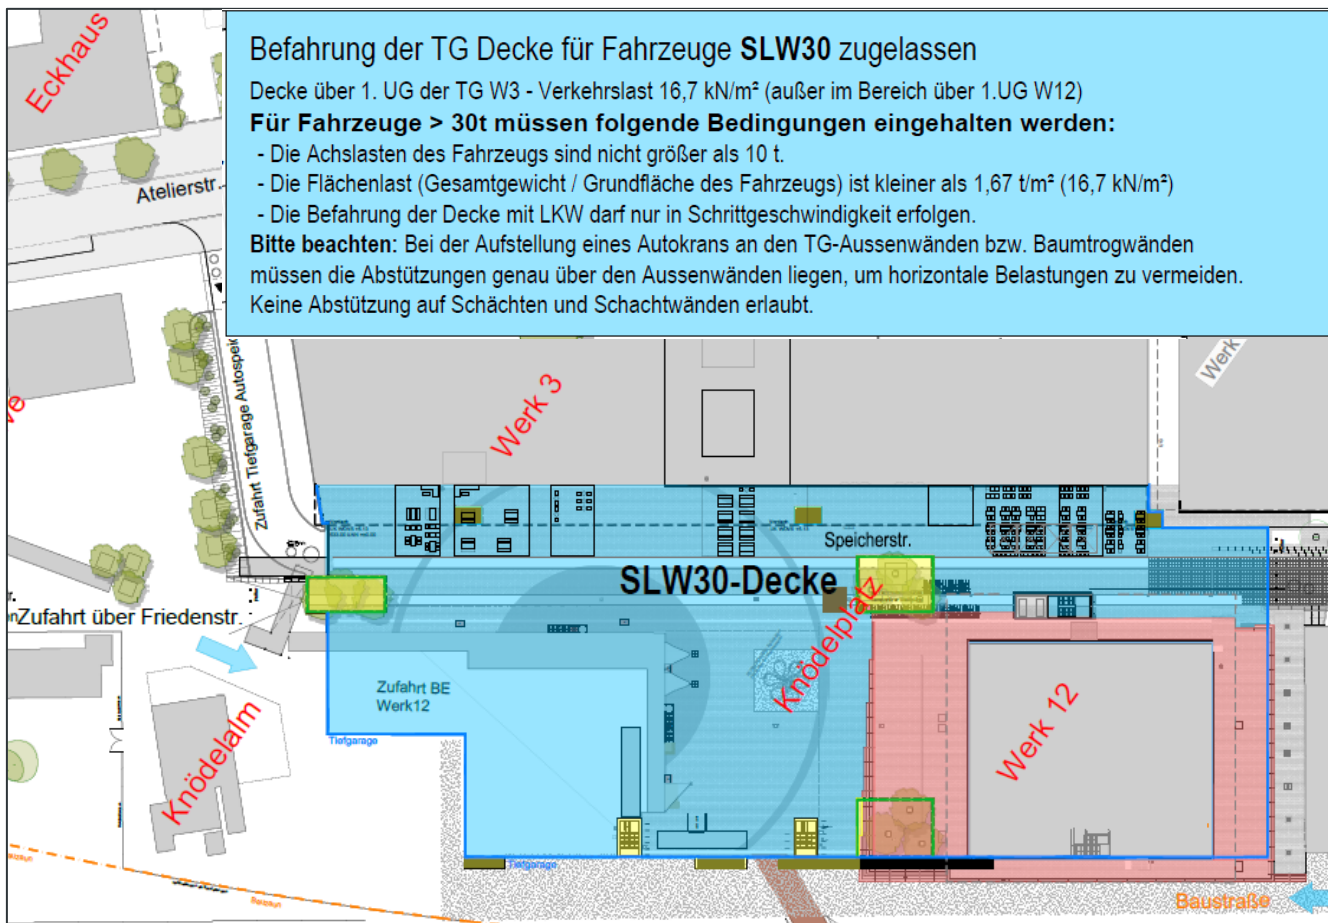 Befahrung der TG Decke für Fahrzeuge SLW30 zugelassen
Decke über 1. UG der TG W3 - Verkehrslast 16,7 kN/m² (außer im Bereich über 1.UG W12)
Für Fahrzeuge > 30t müssen folgende Bedingungen eingehalten werden:
- Die Achslasten des Fahrzeugs sind nicht größer als 10 t.
- Die Flächenlast (Gesamtgewicht / Grundfläche des Fahrzeugs) ist kleiner als 1,67 t/m² (16,7 kN/m²)
- Die Befahrung der Decke mit LKW darf nur in Schrittgeschwindigkeit erfolgen.
Bitte beachten: Bei der Aufstellung eines Autokrans an den TG-Aussenwänden bzw. Baumtrogwänden
müssen die Abstützungen genau über den Aussenwänden liegen, um horizontale Belastungen zu vermeiden.
Keine Abstützung auf Schächten und Schachtwänden erlaubt.
Eckhaus
Atelierstr.
Zufahrt Tiefgarage Autospeic
Werk 3
Werk
ve
Speicherstr.
SLW30-Decke
Knödelplatz
Zufahrt über Friedenstr.
Zufahrt BE
Werk12
Werk 12
Tiefgarage
Knödelalm
Tiefgarage
Bauzaun
Baustraße